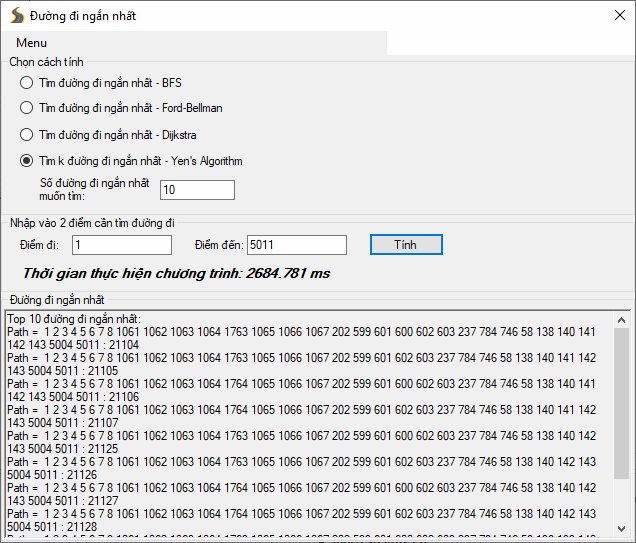 Đường đi ngắn nhất
Menu
Chọn cách tính
Tìm đường đi ngắn nhất - BFS
Tìm đường đi ngắn nhất - Ford-Bellman
Tìm đường đi ngắn nhất - Dijkstra
Tìm k đường đi ngắn nhất - Yen's Algorithm
Số đường đi ngắn nhất
muốn tìm:
10
Nhập vào 2 điểm cần tìm đường đi
Điểm đi:
1
Điểm đến:
5011
Tính
Thời gian thực hiện chương trình: 2684.781 ms
Đường đi ngắn nhất
Top 10 đường đi ngắn nhất:
Path = 1 2 3 4 5 6 7 8 1061 1062 1063 1064 1763 1065 1066 1067 202 599 601 600 602 603 237 784 746 58 138 140 141
142 143 5004 5011 : 21104
Path = 1 2 3 4 5 6 7 8 1061 1062 1063 1064 1763 1065 1066 1067 202 599 601 602 603 237 784 746 58 138 140 141 142
143 5004 5011 : 21105
Path = 1 2 3 4 5 6 7 8 1061 1062 1063 1064 1764 1065 1066 1067 202 599 601 600 602 603 237 784 746 58 138 140 141
142 143 5004 5011 : 21106
Path = 1 2 3 4 5 6 7 8 1061 1062 1063 1064 1764 1065 1066 1067 202 599 601 602 603 237 784 746 58 138 140 141 142
143 5004 5011 : 21107
Path = 1 2 3 4 5 6 7 8 1061 1062 1063 1064 1763 1065 1066 1067 202 599 601 600 602 603 237 784 746 58 138 140 142
143 5004 5011 : 21125
Path = 1 2 3 4 5 6 7 8 1061 1062 1063 1064 1763 1065 1066 1067 202 599 601 602 603 237 784 746 58 138 140 142 143
5004 5011 : 21126
Path = 1 2 3 4 5 6 7 8 1061 1062 1063 1064 1764 1065 1066 1067 202 599 601 600 602 603 237 784 746 58 138 140 142
143 5004 5011 : 21127
Path = 1 2 3 4 5 6 7 8 1061 1062 1063 1064 1764 1065 1066 1067 202 599 601 602 603 237 784 746 58 138 140 142 143
5004 5011 : 21128